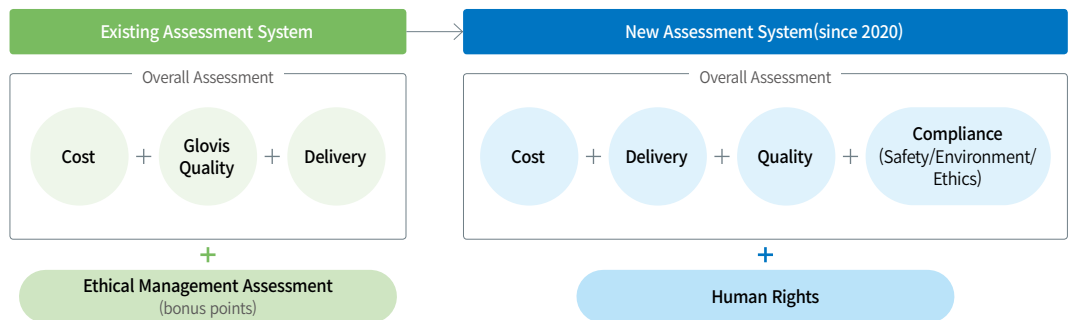 Existing Assessment System
New Assessment System(since 2020)
Overall Assessment
Cost
+
Glovis
Quality
+
Delivery
+
Ethical Management Assessment
(bonus points)
Overall Assessment
Cost
+
Delivery
+
Quality
+
Compliance
(Safety/Environment/
Ethics)
+
Human Rights